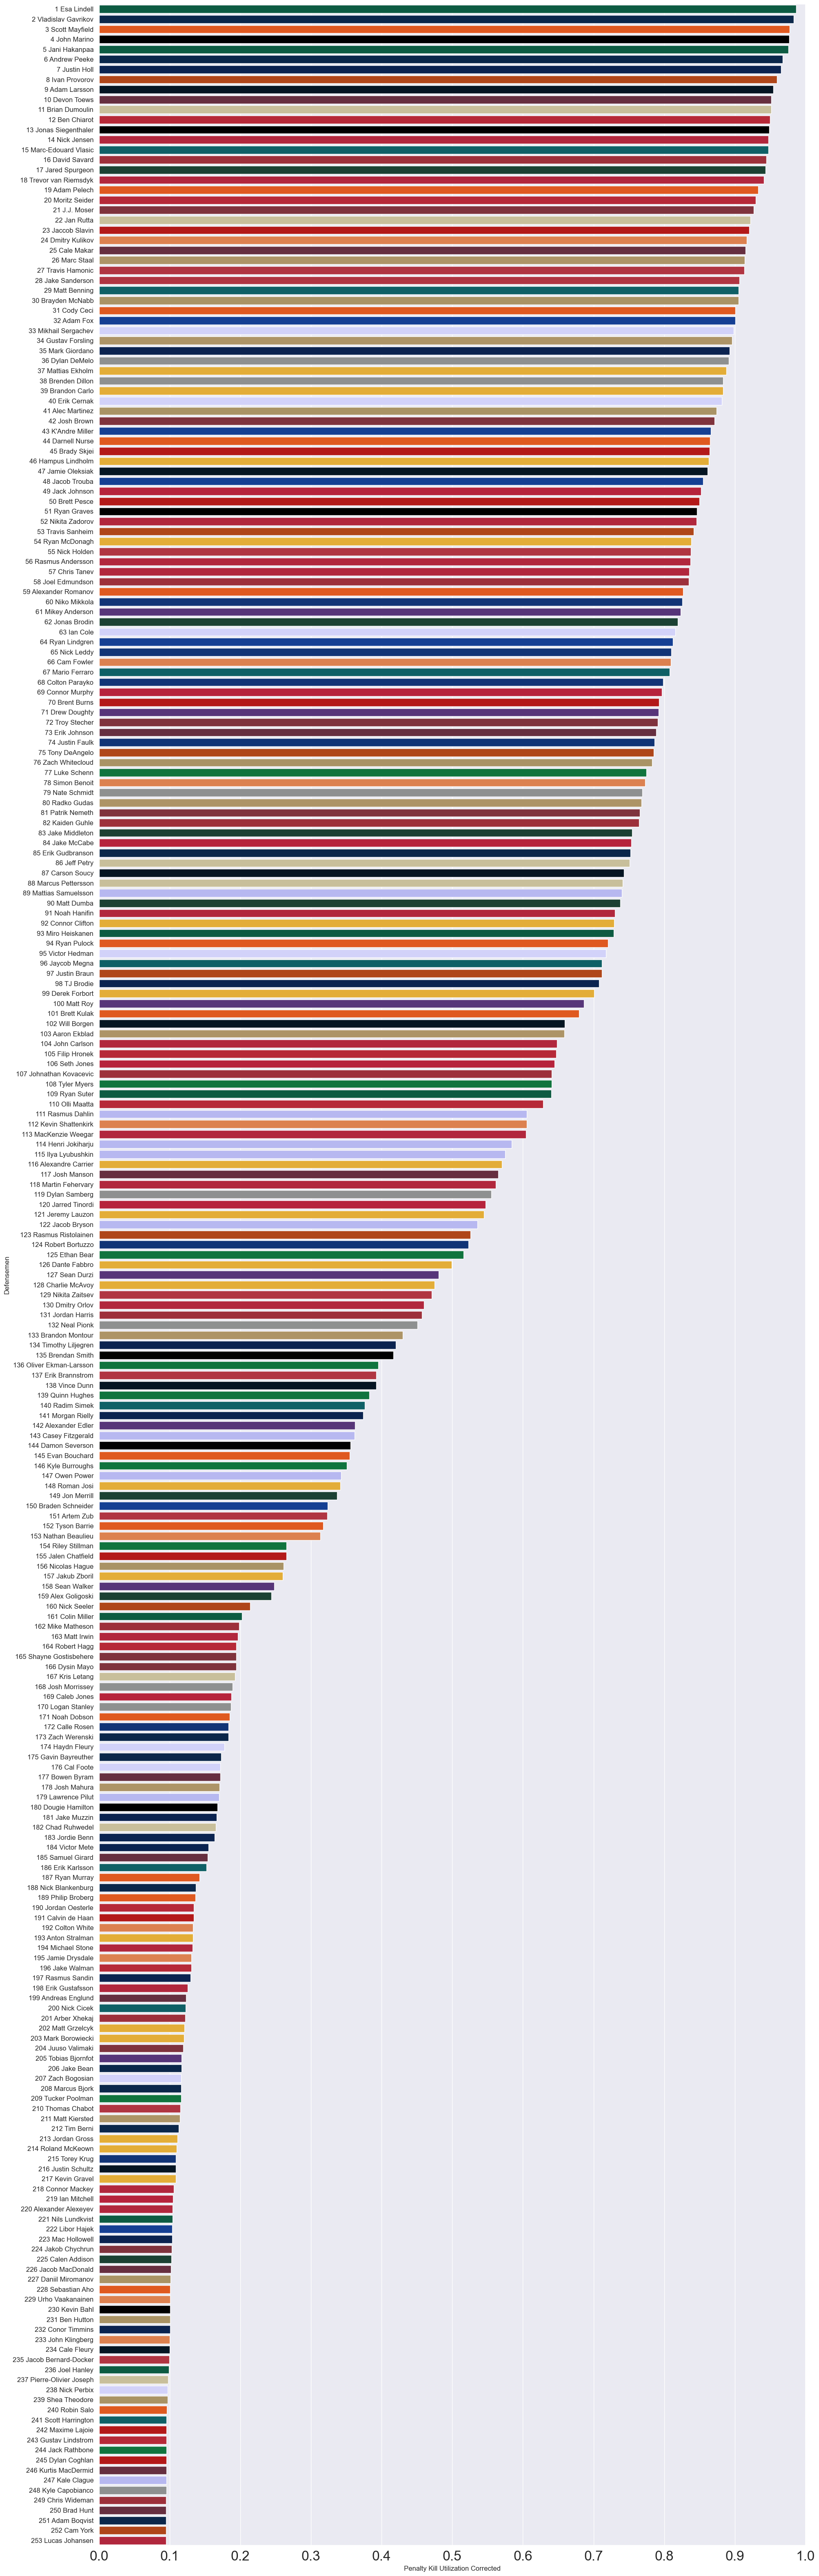 1 Esa Lindell
2 Vladislav Gavrikov
3 Scott Mayfield
4 John Marino
5 Jani Hakanpaa
6 Andrew Peeke
7 Justin Holl
8 Ivan Provorov
9 Adam Larsson
10 Devon Toews
11 Brian Dumoulin
12 Ben Chiarot
13 Jonas Siegenthaler
14 Nick Jensen
15 Marc-Edouard Vlasic
16 David Savard
17 Jared Spurgeon
18 Trevor van Riemsdyk
19 Adam Pelech
20 Moritz Seider
21 J.J. Moser
22 Jan Rutta
23 Jaccob Slavin
24 Dmitry Kulikov
25 Cale Makar
26 Marc Staal
27 Travis Hamonic
28 Jake Sanderson
29 Matt Benning
30 Brayden McNabb
31 Cody Ceci
32 Adam Fox
33 Mikhail Sergachev
34 Gustav Forsling
35 Mark Giordano
36 Dylan DeMelo
37 Mattias Ekholm
38 Brenden Dillon
39 Brandon Carlo
40 Erik Cernak
41 Alec Martinez
42 Josh Brown
43 K'Andre Miller
44 Darnell Nurse
45 Brady Skjei
46 Hampus Lindholm
47 Jamie Oleksiak
48 Jacob Trouba
49 Jack Johnson
50 Brett Pesce
51 Ryan Graves
52 Nikita Zadorov
53 Travis Sanheim
54 Ryan McDonagh
55 Nick Holden
56 Rasmus Andersson
57 Chris Tanev
58 Joel Edmundson
59 Alexander Romanov
60 Niko Mikkola
61 Mikey Anderson
62 Jonas Brodin
63 Ian Cole
64 Ryan Lindgren
65 Nick Leddy
66 Cam Fowler
67 Mario Ferraro
68 Colton Parayko
69 Connor Murphy
70 Brent Burns
71 Drew Doughty
72 Troy Stecher
73 Erik Johnson
74 Justin Faulk
75 Tony DeAngelo
76 Zach Whitecloud
77 Luke Schenn
78 Simon Benoit
79 Nate Schmidt
80 Radko Gudas
81 Patrik Nemeth
82 Kaiden Guhle
83 Jake Middleton
84 Jake McCabe
85 Erik Gudbranson
86 Jeff Petry
87 Carson Soucy
88 Marcus Pettersson
89 Mattias Samuelsson
90 Matt Dumba
91 Noah Hanifin
92 Connor Clifton
93 Miro Heiskanen
94 Ryan Pulock
95 Victor Hedman
96 Jaycob Megna
97 Justin Braun
98 TJ Brodie
99 Derek Forbort
100 Matt Roy
101 Brett Kulak
102 Will Borgen
103 Aaron Ekblad
104 John Carlson
105 Filip Hronek
106 Seth Jones
107 Johnathan Kovacevic
108 Tyler Myers
109 Ryan Suter
110 Olli Maatta
111 Rasmus Dahlin
112 Kevin Shattenkirk
113 MacKenzie Weegar
114 Henri Jokiharju
115 Ilya Lyubushkin
116 Alexandre Carrier
117 Josh Manson
118 Martin Fehervary
119 Dylan Samberg
120 Jarred Tinordi
121 Jeremy Lauzon
122 Jacob Bryson
123 Rasmus Ristolainen
124 Robert Bortuzzo
125 Ethan Bear
126 Dante Fabbro
127 Sean Durzi
128 Charlie McAvoy
129 Nikita Zaitsev
130 Dmitry Orlov
131 Jordan Harris
132 Neal Pionk
133 Brandon Montour
134 Timothy Liljegren
135 Brendan Smith
136 Oliver Ekman-Larsson
137 Erik Brannstrom
138 Vince Dunn
139 Quinn Hughes
140 Radim Simek
141 Morgan Rielly
142 Alexander Edler
143 Casey Fitzgerald
144 Damon Severson
145 Evan Bouchard
146 Kyle Burroughs
147 Owen Power
148 Roman Josi
149 Jon Merrill
150 Braden Schneider
151 Artem Zub
152 Tyson Barrie
153 Nathan Beaulieu
154 Riley Stillman
155 Jalen Chatfield
156 Nicolas Hague
157 Jakub Zboril
158 Sean Walker
159 Alex Goligoski
160 Nick Seeler
161 Colin Miller
162 Mike Matheson
163 Matt Irwin
164 Robert Hagg
165 Shayne Gostisbehere
166 Dysin Mayo
167 Kris Letang
168 Josh Morrissey
169 Caleb Jones
170 Logan Stanley
171 Noah Dobson
172 Calle Rosen
173 Zach Werenski
174 Haydn Fleury
175 Gavin Bayreuther
176 Cal Foote
177 Bowen Byram
178 Josh Mahura
179 Lawrence Pilut
180 Dougie Hamilton
181 Jake Muzzin
182 Chad Ruhwedel
183 Jordie Benn
184 Victor Mete
185 Samuel Girard
186 Erik Karlsson
187 Ryan Murray
188 Nick Blankenburg
189 Philip Broberg
190 Jordan Oesterle
191 Calvin de Haan
192 Colton White
193 Anton Stralman
194 Michael Stone
195 Jamie Drysdale
196 Jake Walman
197 Rasmus Sandin
198 Erik Gustafsson
199 Andreas Englund
200 Nick Cicek
201 Arber Xhekaj
202 Matt Grzelcyk
203 Mark Borowiecki
204 Juuso Valimaki
205 Tobias Bjornfot
206 Jake Bean
207 Zach Bogosian
208 Marcus Bjork
209 Tucker Poolman
210 Thomas Chabot
211 Matt Kiersted
212 Tim Berni
213 Jordan Gross
214 Roland McKeown
215 Torey Krug
216 Justin Schultz
217 Kevin Gravel
218 Connor Mackey
219 Ian Mitchell
220 Alexander Alexeyev
221 Nils Lundkvist
222 Libor Hajek
223 Mac Hollowell
224 Jakob Chychrun
225 Calen Addison
226 Jacob MacDonald
227 Daniil Miromanov
228 Sebastian Aho
229 Urho Vaakanainen
230 Kevin Bahl
231 Ben Hutton
232 Conor Timmins
233 John Klingberg
234 Cale Fleury
235 Jacob Bernard-Docker
236 Joel Hanley
237 Pierre-Olivier Joseph
238 Nick Perbix
239 Shea Theodore
240 Robin Salo
241 Scott Harrington
242 Maxime Lajoie
243 Gustav Lindstrom
244 Jack Rathbone
245 Dylan Coghlan
246 Kurtis MacDermid
247 Kale Clague
248 Kyle Capobianco
249 Chris Wideman
250 Brad Hunt
251 Adam Boqvist
252 Cam York
253 Lucas Johansen
Defensemen
0.0 0.1 0.2 0.3 0.4 0.5 0.6 0.7 0.8 0.9 1.0
Penalty Kill Utilization Corrected